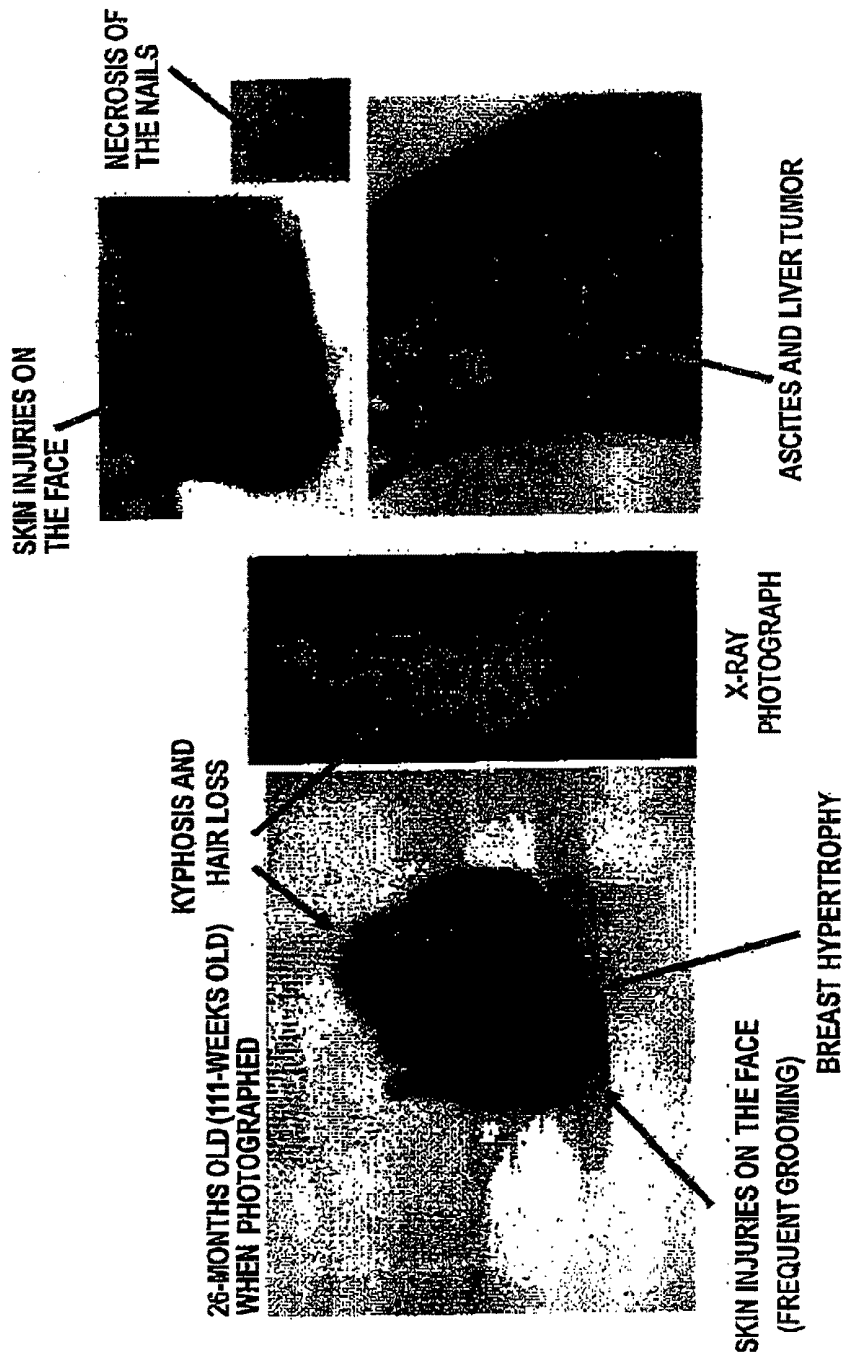 26-MONTHS OLD (111-WEEKS OLD)
WHEN PHOTOGRAPHED
KYPHOSIS AND
HAIR LOSS
SKIN INJURIES ON
THE FACE
NECROSIS OF
THE NAILS
SKIN INJURIES ON THE FACE
(FREQUENT GROOMING)
BREAST HYPERTROPHY
X-RAY
PHOTOGRAPH
ASCITES AND LIVER TUMOR